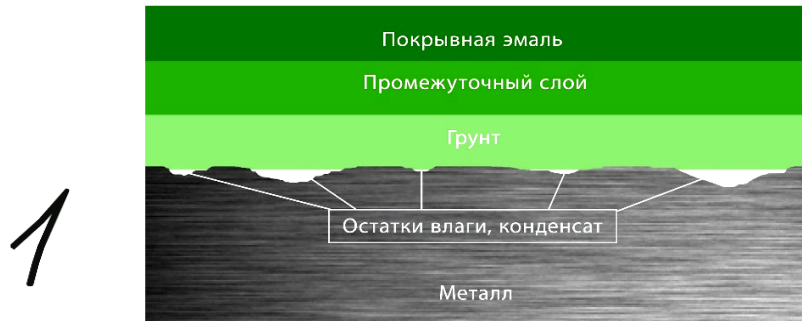 Покрывная эмаль
Промежуточный слой
Грунт
Остатки влаги, конденсат
1
Металл